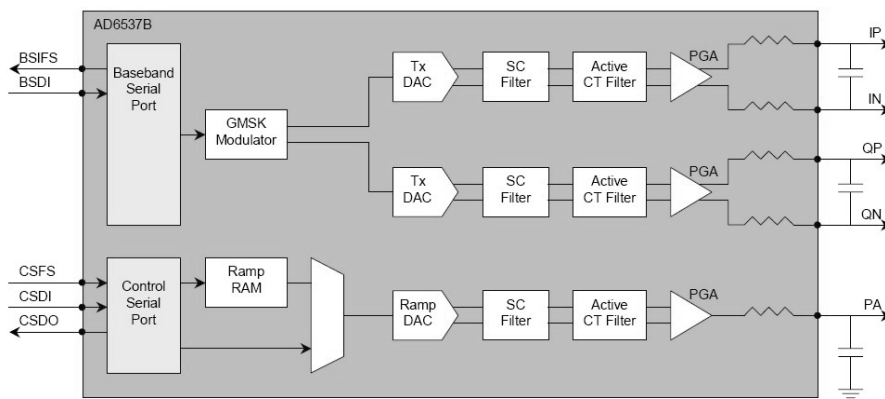 AD6537B
BSIFS
BSDI
Baseband
Serial
Port
GMSK
Modulator
Tx
DAC
SC
Filter
Active
CT Filter
PGA
IP
IN
Tx
DAC
SC
Filter
Active
CT Filter
PGA
QP
QN
CSFS
CSDI
CSDO
Control
Serial
Port
Ramp
RAM
Ramp
DAC
SC
Filter
Active
CT Filter
PGA
PA